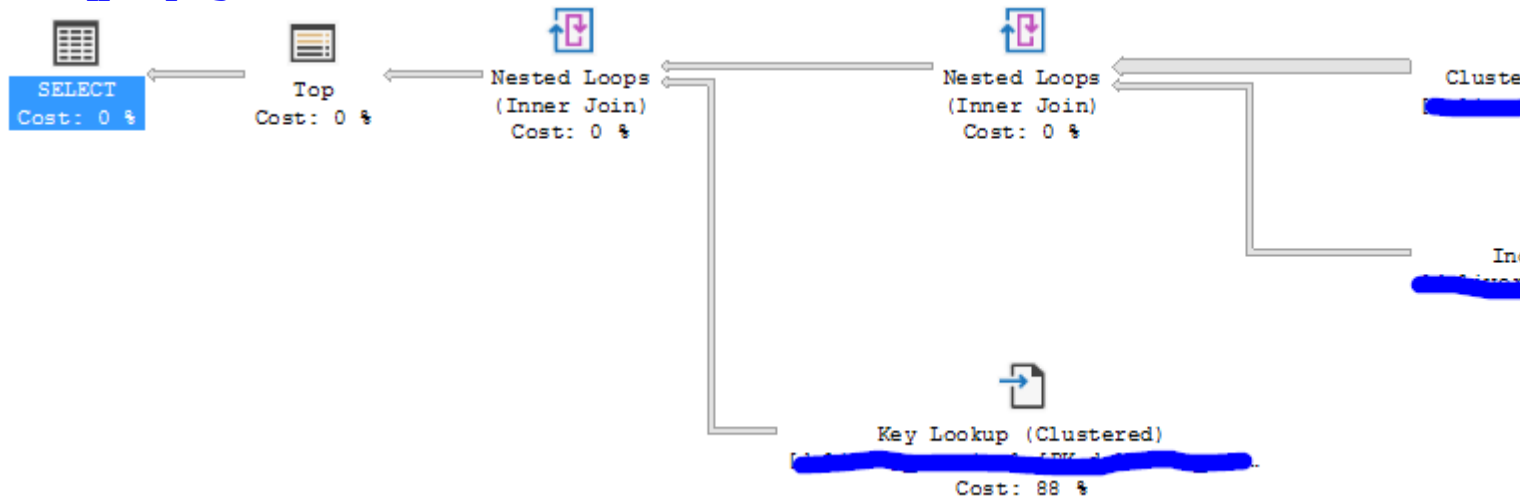 SELECT
Cost: 0 %
Top
Cost: 0 %
Nested Loops
(Inner Join)
Cost: 0 %
Nested Loops
(Inner Join)
Cost: 0 %
Cluste
Key Lookup (Clustered)
Cost: 88 %